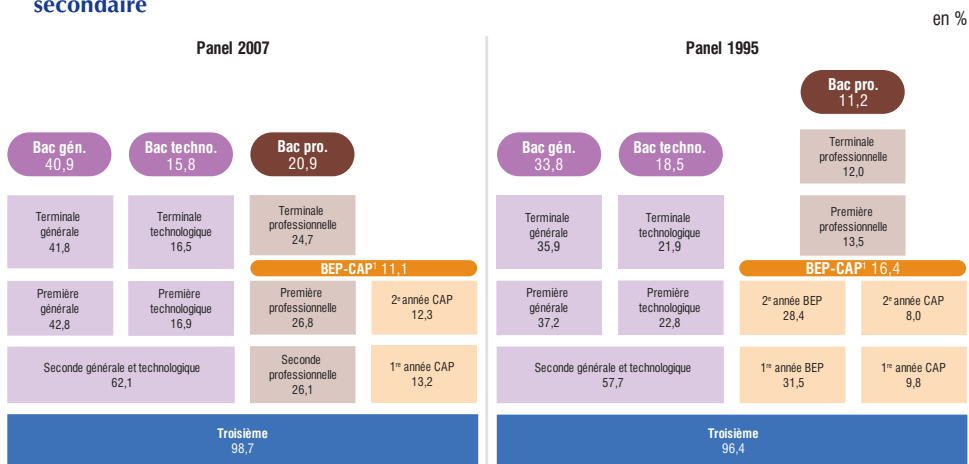 secondaire
en %
Panel 2007
Bac gén.
40,9
Bac techno.
15,8
Bac pro.
20,9
Terminale
générale
41,8
Terminale
technologique
16,5
Terminale
professionnelle
24,7
BEP-CAP¹ 11,1
Première
générale
42,8
Première
technologique
16,9
Première
professionnelle
26,8
2e année CAP
12,3
Seconde générale et technologique
62,1
Seconde
professionnelle
26,1
1re année CAP
13,2
Troisième
98,7
Panel 1995
Bac pro.
11,2
Bac gén.
33,8
Bac techno.
18,5
Terminale
professionnelle
12,0
Terminale
générale
35,9
Terminale
technologique
21,9
Première
professionnelle
13,5
BEP-CAP¹ 16,4
Première
générale
37,2
Première
technologique
22,8
2e année BEP
28,4
2e année CAP
8,0
Seconde générale et technologique
57,7
1re année BEP
31,5
1re année CAP
9,8
Troisième
96,4